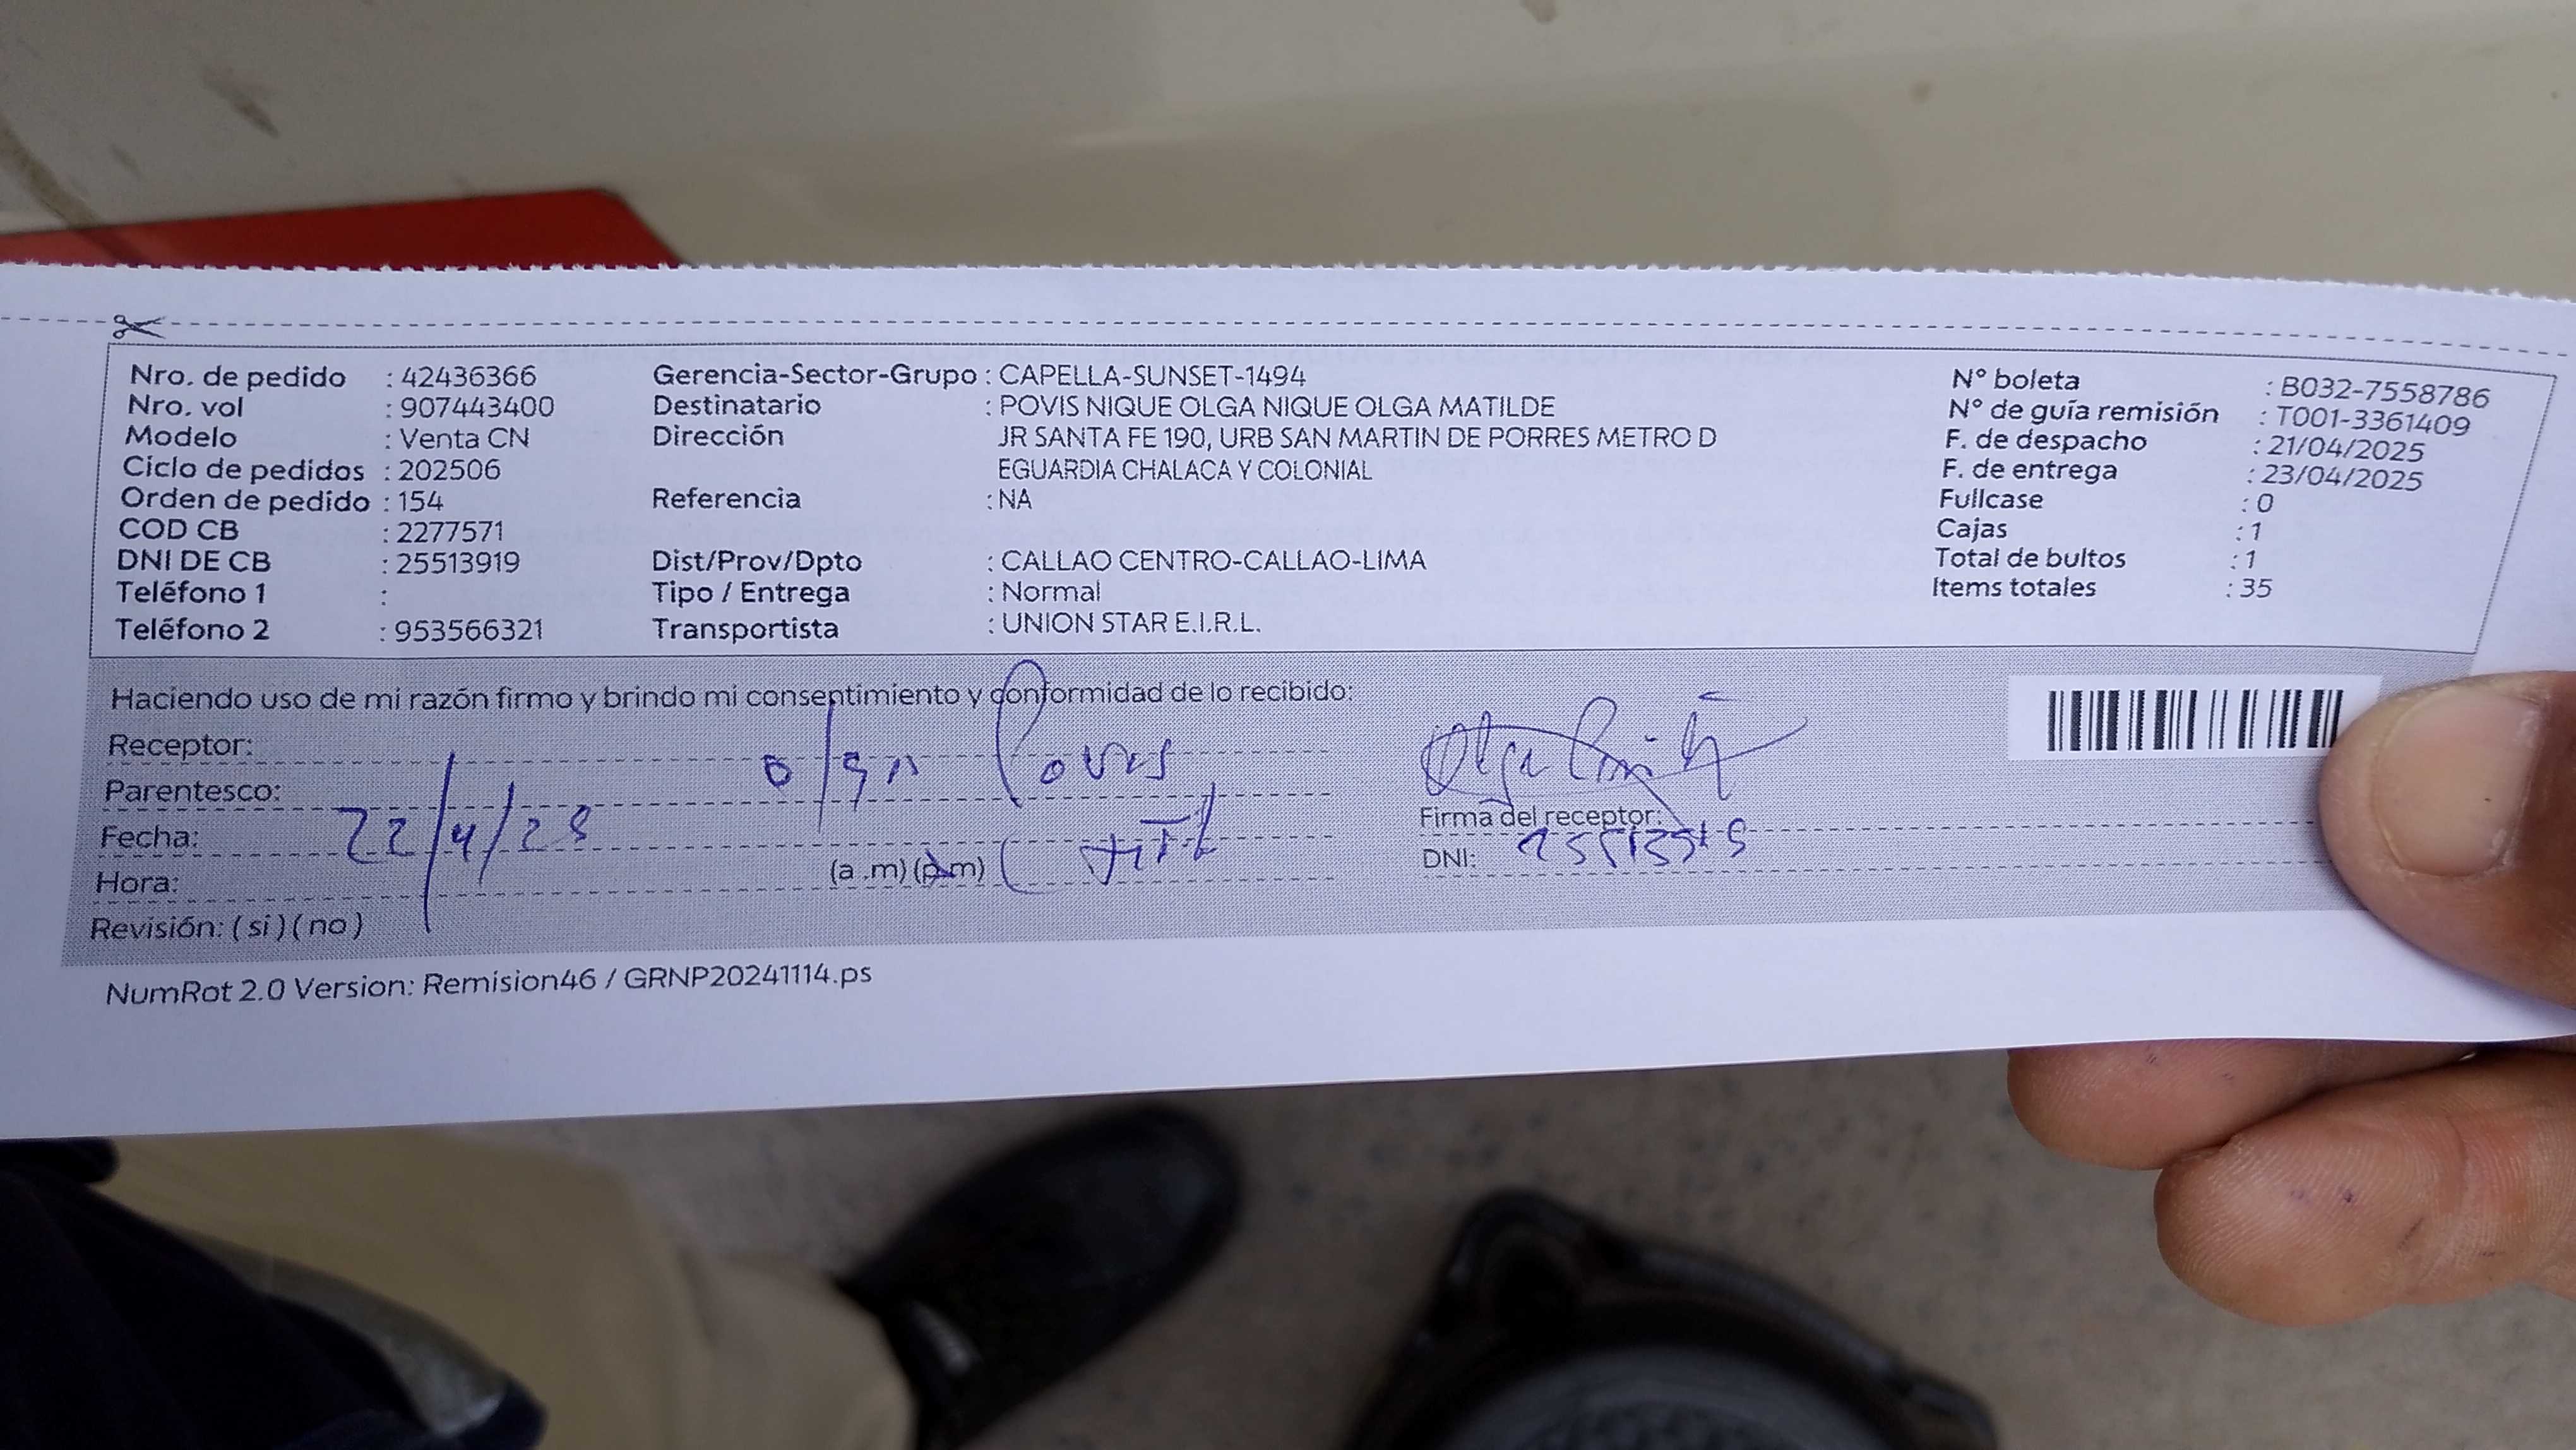 Nro. de pedido : 42436366 Gerencia-Sector-Grupo : CAPELLA-SUNSET-1494 N° boleta : B032-7558786
Nro. vol : 907443400 Destinatario : POVIS NIQUE OLGA NIQUE OLGA MATILDE N° de guía remisión : T001-3361409
Modelo : Venta CN Dirección JR SANTA FE 190, URB SAN MARTIN DE PORRES METRO D F. de despacho : 21/04/2025
Ciclo de pedidos : 202506 EGUARDIA CHALACA Y COLONIAL F. de entrega : 23/04/2025
Orden de pedido : 154 Referencia : NA Fullcase : 0
COD CB : 2277571 Cajas : 1
DNI DE CB : 25513919 Dist/Prov/Dpto : CALLAO CENTRO-CALLAO-LIMA Total de bultos : 1
Teléfono 1 : Tipo / Entrega : Normal Items totales : 35
Teléfono 2 : 953566321 Transportista : UNION STAR E.I.R.L.
Haciendo uso de mi razón firmo y brindo mi consentimiento y conformidad de lo recibido:
Receptor: Olga Povis
Parentesco:
Firma del receptor:
Fecha: 22/4/25
DNI: 25513919
Hora: (a .m) (p.m)
Revisión: ( si ) ( no )
NumRot 2.0 Version: Remision46 / GRNP20241114.ps